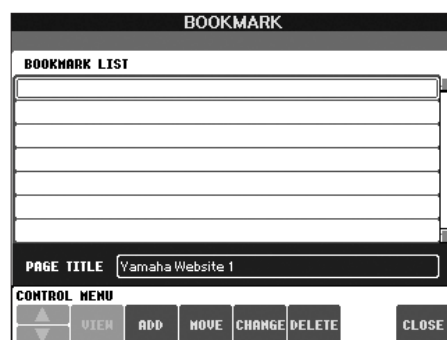 BOOKMARK
BOOKMARK LIST
PAGE TITLE Yamaha Website 1
CONTROL MENU
VIEW ADD MOVE CHANGE DELETE CLOSE